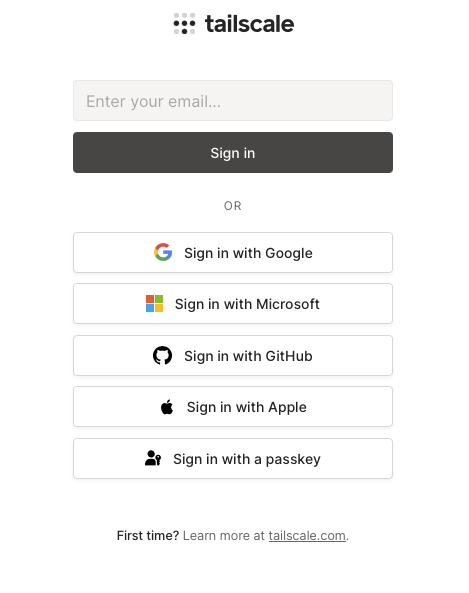 tailscale
Enter your email...
Sign in
OR
Sign in with Google
Sign in with Microsoft
Sign in with GitHub
Sign in with Apple
Sign in with a passkey
First time? Learn more at tailscale.com.